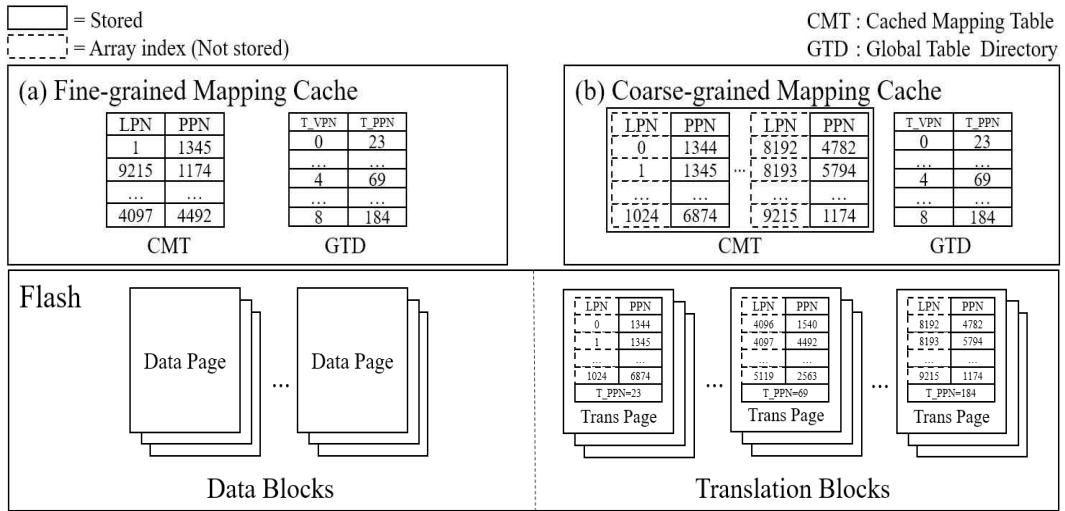 = Stored
= Array index (Not stored)
CMT : Cached Mapping Table
GTD : Global Table Directory
(a) Fine-grained Mapping Cache
LPN PPN
1 1345
9215 1174
... ...
4097 4492
CMT
T_VPN T_PPN
0 23
... ...
4 69
... ...
8 184
GTD
(b) Coarse-grained Mapping Cache
LPN PPN
0 1344
1 1345
... ...
1024 6874
...
LPN PPN
8192 4782
8193 5794
... ...
9215 1174
CMT
T_VPN T_PPN
0 23
... ...
4 69
... ...
8 184
GTD
Flash
Data Page
...
Data Page
Data Blocks
LPN PPN
0 1344
1 1345
... ...
1024 6874
T_PPN=23
Trans Page
...
LPN PPN
4096 1540
4097 4492
... ...
5119 2563
T_PPN=69
Trans Page
...
LPN PPN
8192 4782
8193 5794
... ...
9215 1174
T_PPN=184
Trans Page
Translation Blocks